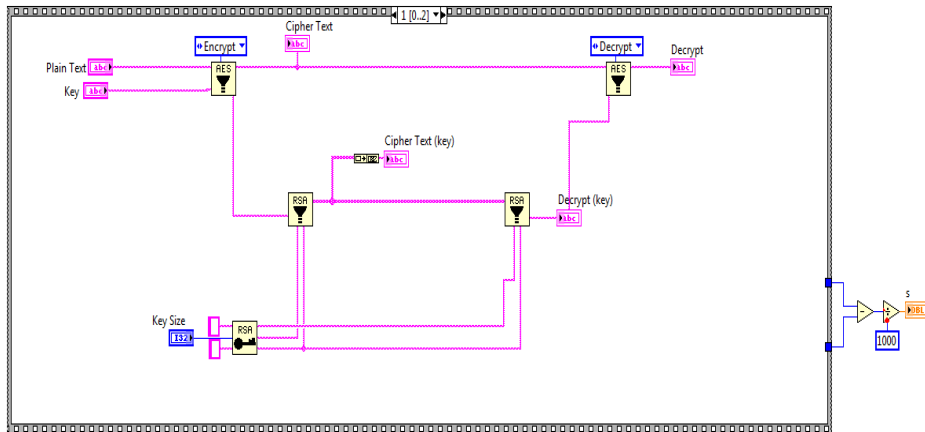 1 [0..2]
Cipher Text
abc
Encrypt
Decrypt
Decrypt
Plain Text abc
AES
AES
abc
Key abc
Cipher Text (key)
abc
RSA
RSA
Decrypt (key)
abc
s
Key Size
I32
RSA
DBL
1000